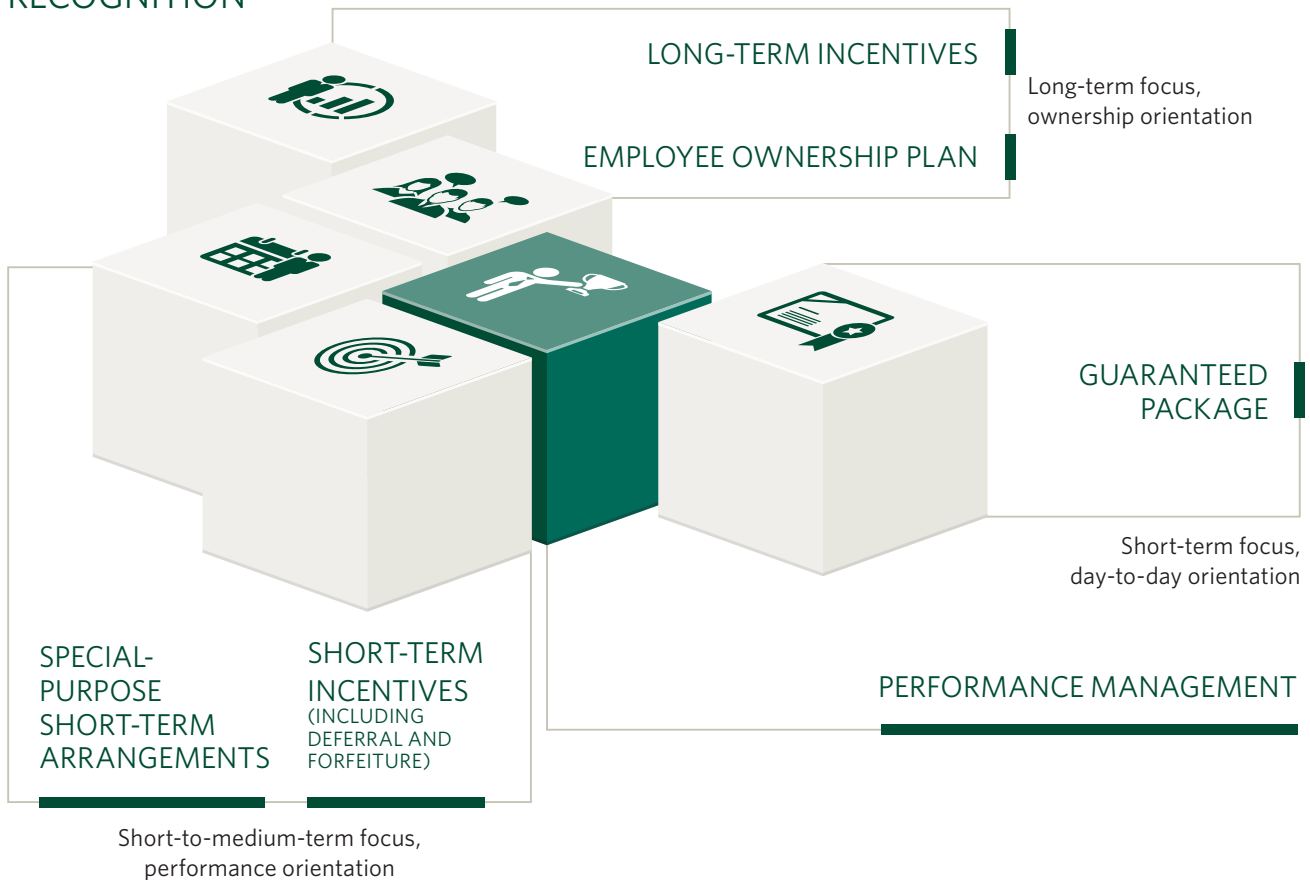 RECOGNITION
LONG-TERM INCENTIVES
Long-term focus,
ownership orientation
EMPLOYEE OWNERSHIP PLAN
GUARANTEED
PACKAGE
Short-term focus,
day-to-day orientation
SPECIAL-
PURPOSE
SHORT-TERM
ARRANGEMENTS
SHORT-TERM
INCENTIVES
(INCLUDING
DEFERRAL AND
FORFEITURE)
PERFORMANCE MANAGEMENT
Short-to-medium-term focus,
performance orientation